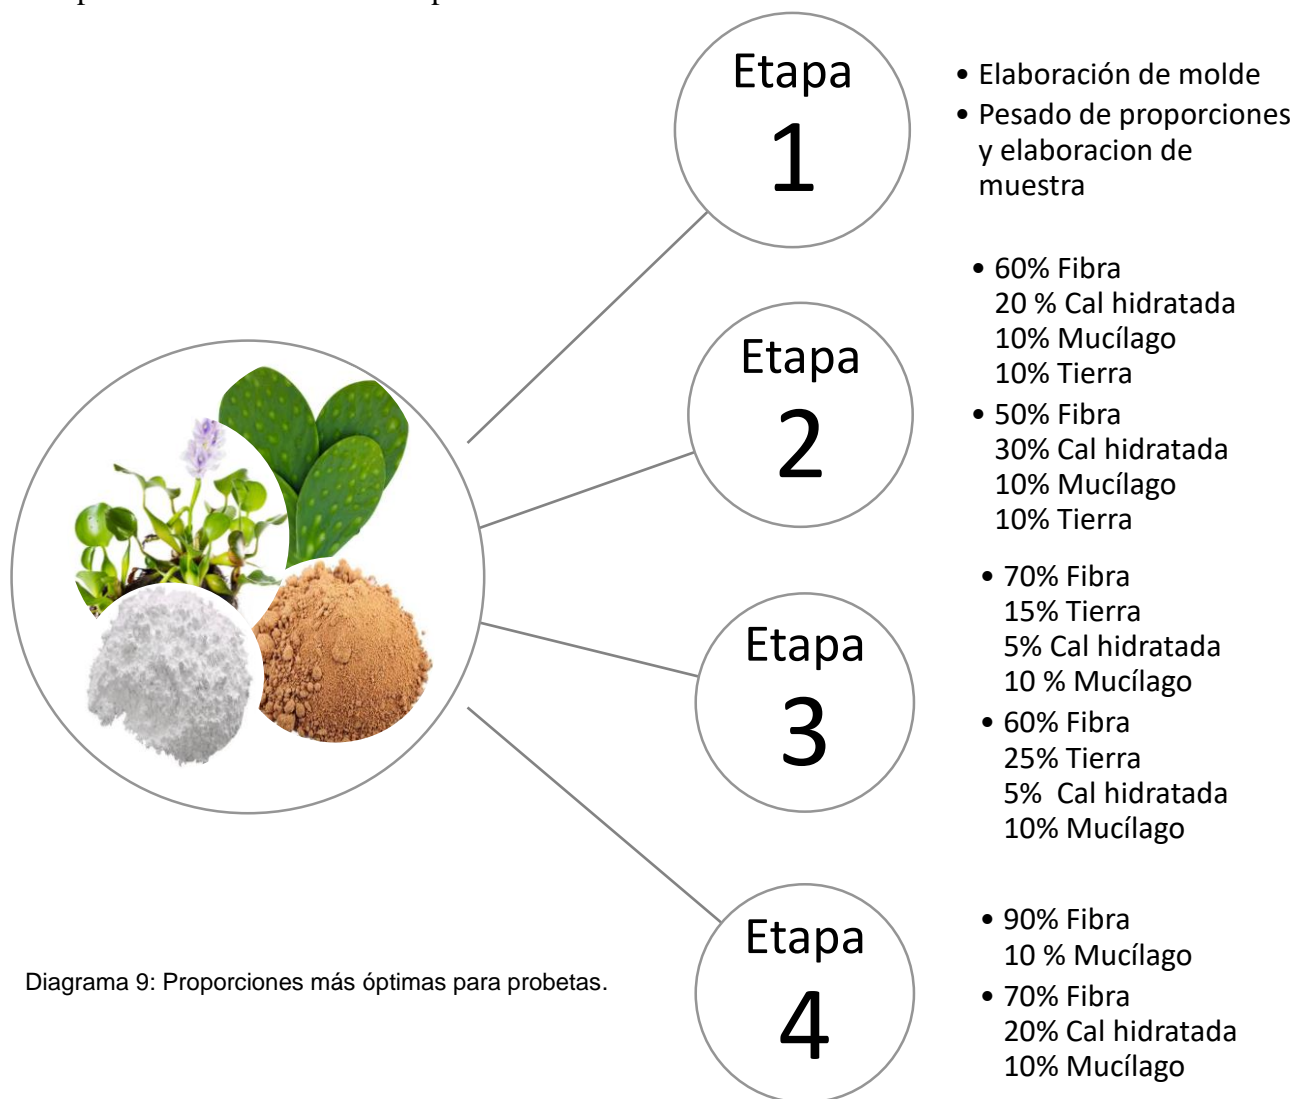 Etapa
1
• Elaboración de molde
• Pesado de proporciones
y elaboracion de
muestra
Etapa
2
• 60% Fibra
20 % Cal hidratada
10% Mucílago
10% Tierra
• 50% Fibra
30% Cal hidratada
10% Mucílago
10% Tierra
Etapa
3
• 70% Fibra
15% Tierra
5% Cal hidratada
10 % Mucílago
• 60% Fibra
25% Tierra
5% Cal hidratada
10% Mucílago
Etapa
4
• 90% Fibra
10 % Mucílago
• 70% Fibra
20% Cal hidratada
10% Mucílago
Diagrama 9: Proporciones más óptimas para probetas.